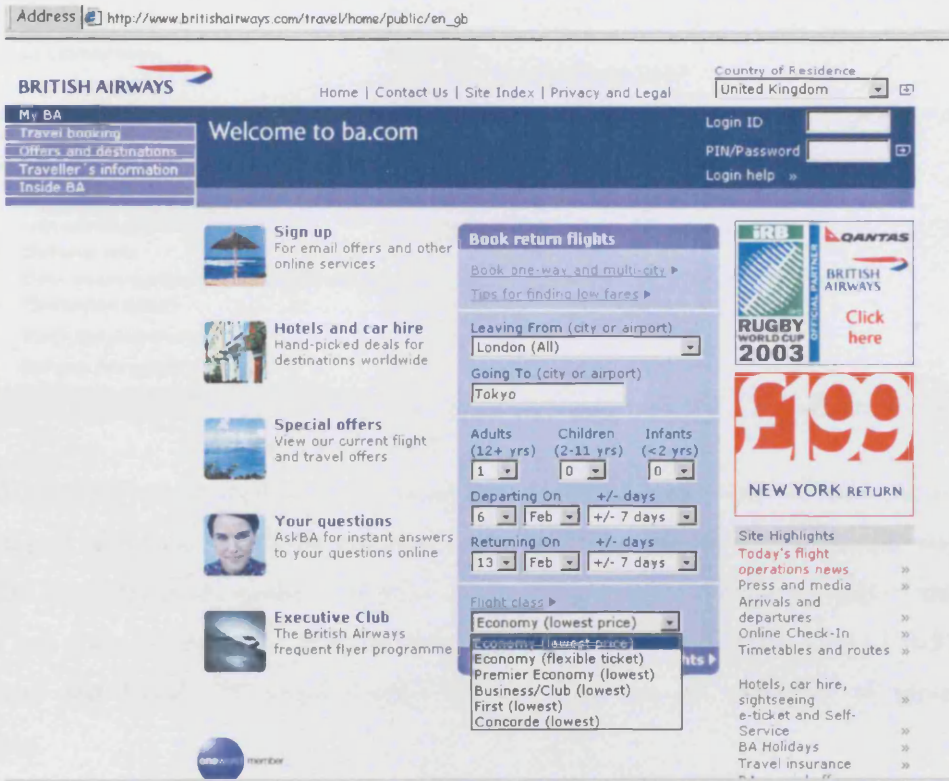 Address http://www.britishairways.com/travel/home/public/en_gb
BRITISH AIRWAYS
Home | Contact Us | Site Index | Privacy and Legal
Country of Residence
United Kingdom
My BA
Travel booking
Offers and destinations
Traveller's information
Inside BA
Welcome to ba.com
Login ID
PIN/Password
Login help »
Sign up
For email offers and other
online services
Hotels and car hire
Hand-picked deals for
destinations worldwide
Special offers
View our current flight
and travel offers
Your questions
AskBA for instant answers
to your questions online
Executive Club
The British Airways
frequent flyer programme
oneworld member
Book return flights
Book one-way and multi-city
Tips for finding low fares
Leaving From (city or airport)
London (All)
Going To (city or airport)
Tokyo
Adults Children Infants
(12+ yrs) (2-11 yrs) (<2 yrs)
1 0 0
Departing On +/- days
6 Feb +/- 7 days
Returning On +/- days
13 Feb +/- 7 days
Flight class
Economy (lowest price)
Economy (lowest price)
Economy (flexible ticket)
Premier Economy (lowest)
Business/Club (lowest)
First (lowest)
Concorde (lowest)
iRB
RUGBY
WORLD CUP
2003
OFFICIAL PARTNER
QANTAS
BRITISH
AIRWAYS
Click
here
£199
NEW YORK RETURN
Site Highlights
Today's flight
operations news »
Press and media »
Arrivals and
departures »
Online Check-In »
Timetables and routes »
Hotels, car hire,
sightseeing »
e-ticket and Self-
Service »
BA Holidays »
Travel insurance »